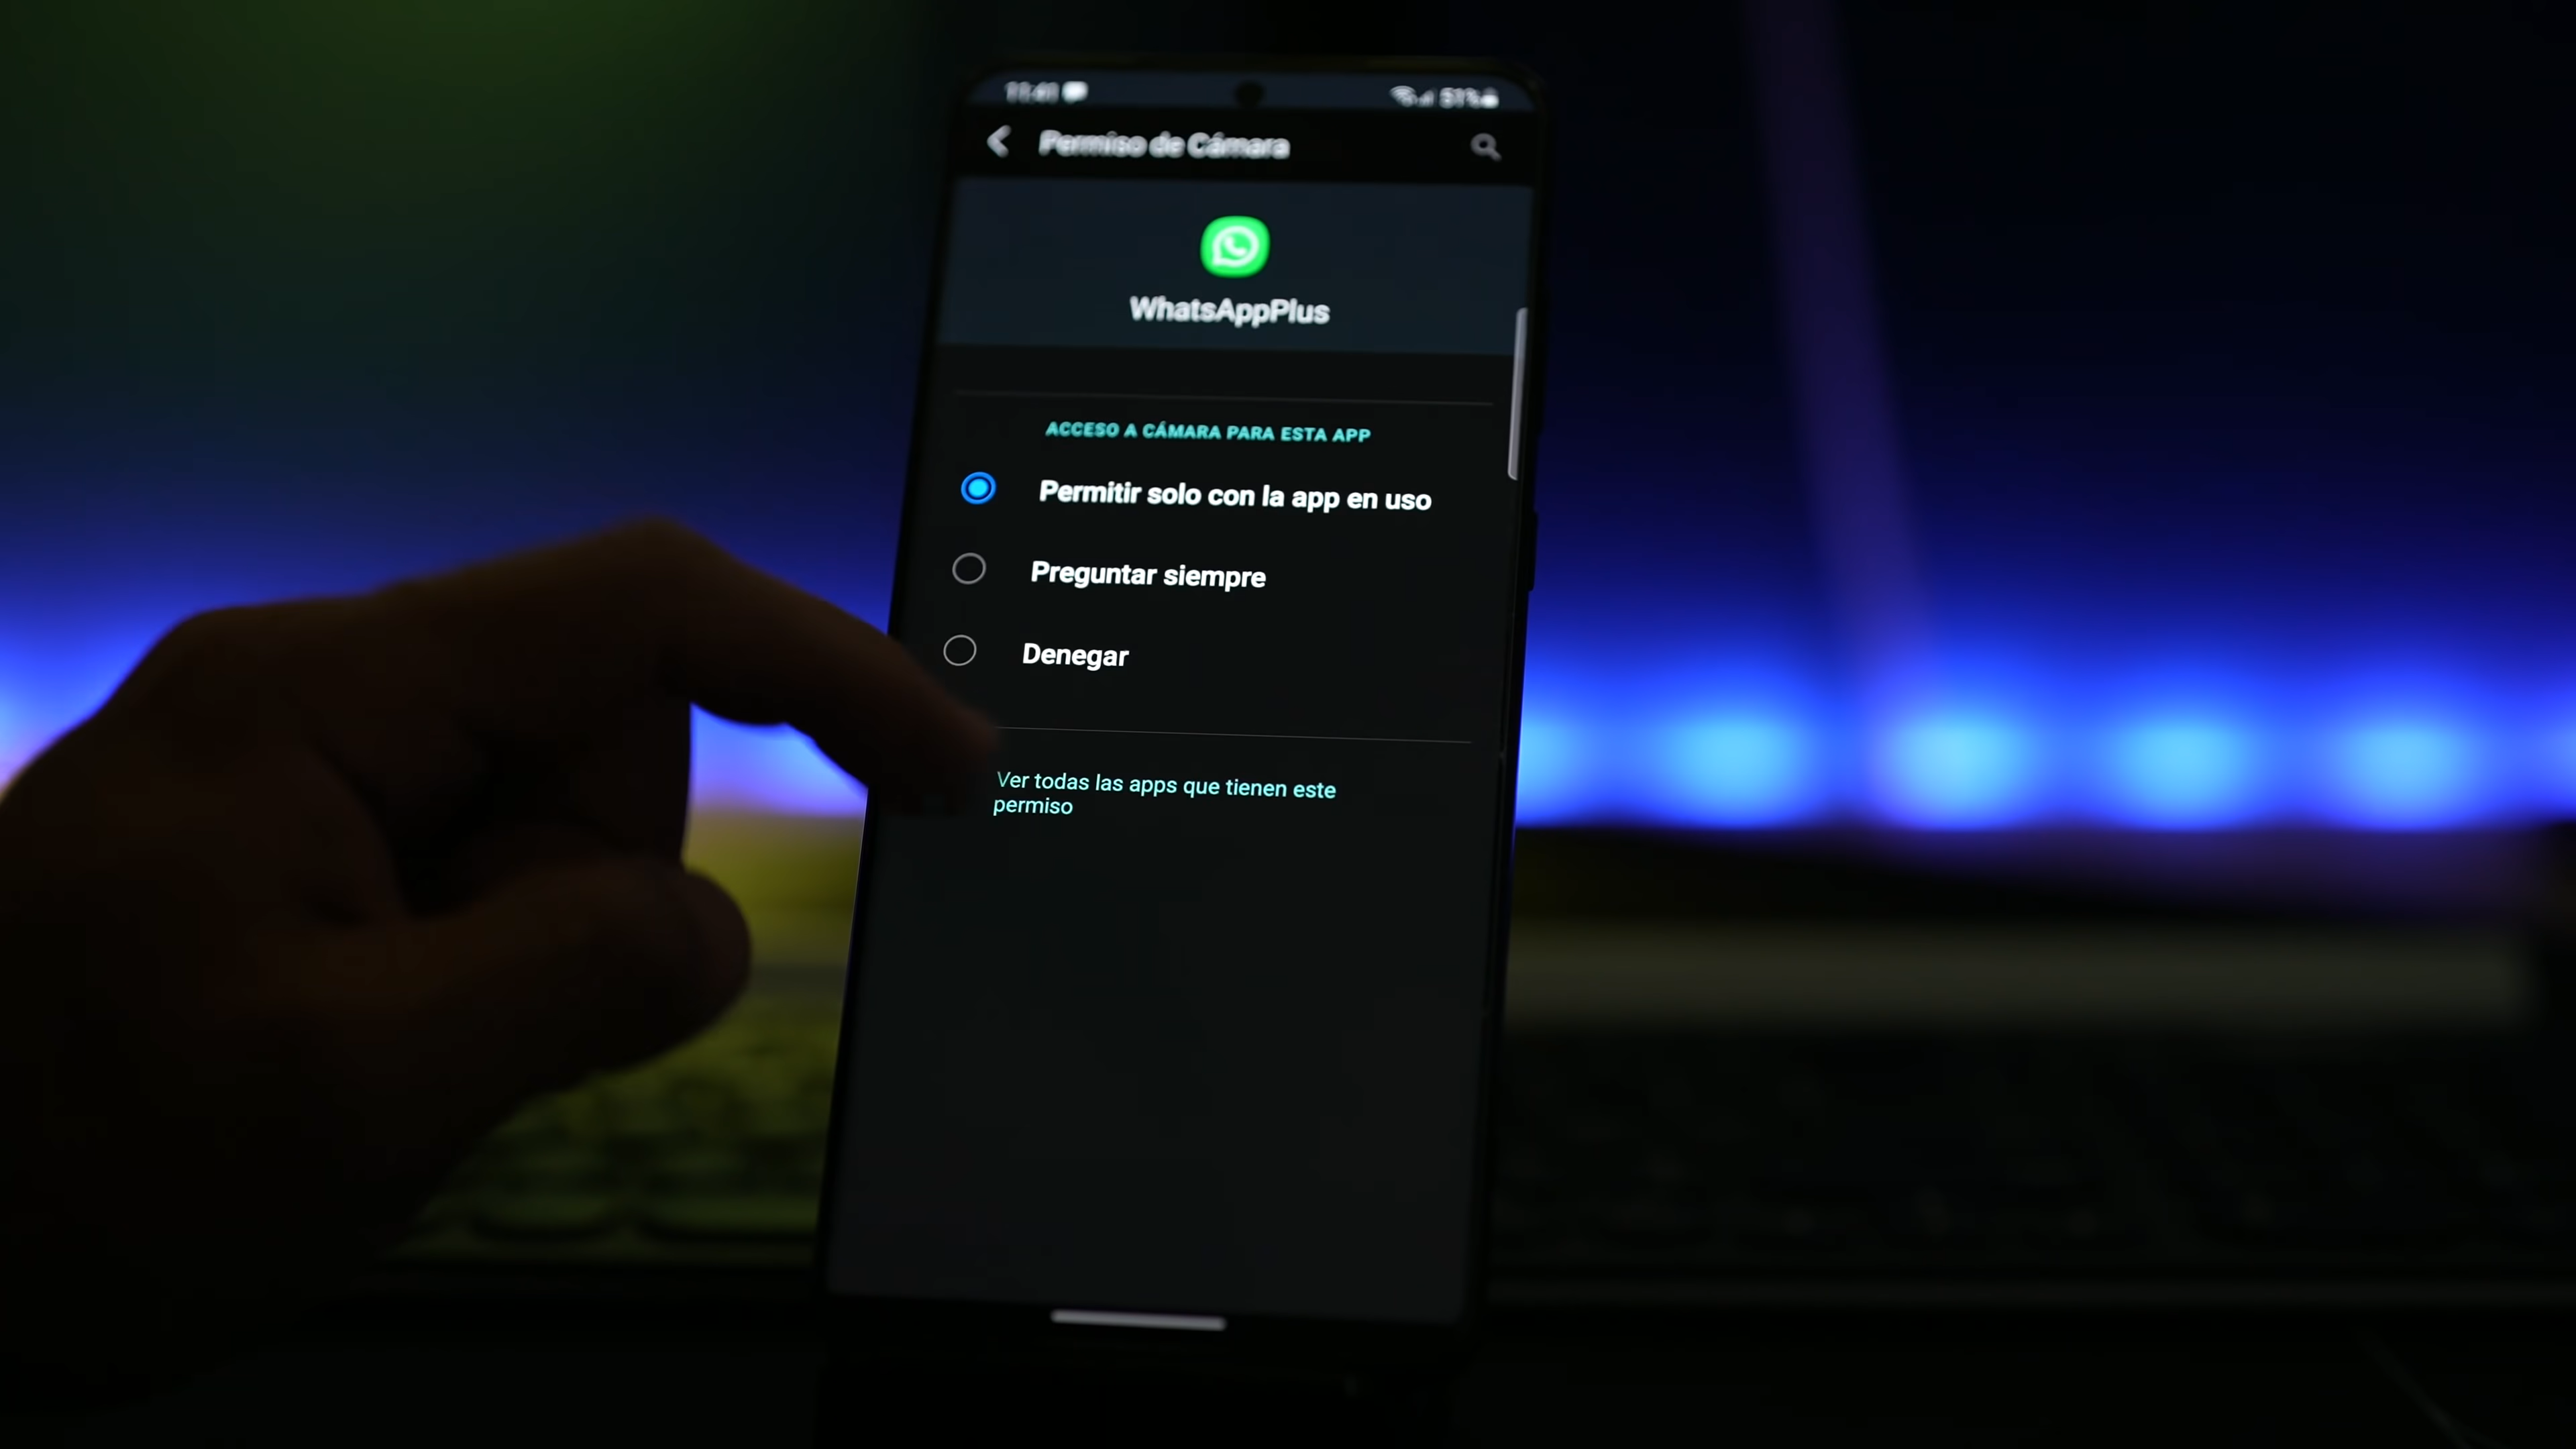 Permiso de Cámara
WhatsAppPlus
ACCESO A CÁMARA PARA ESTA APP
Permitir solo con la app en uso
Preguntar siempre
Denegar
Ver todas las apps que tienen este
permiso